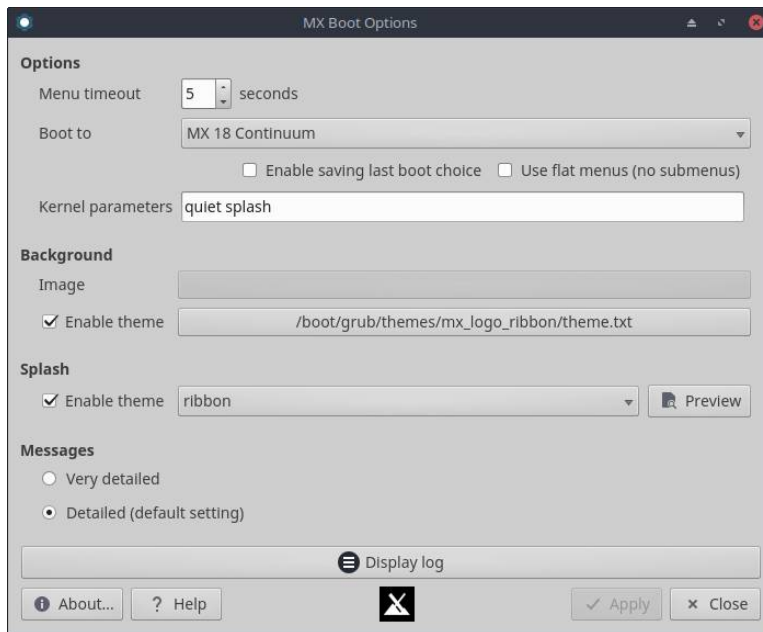 MX Boot Options
Options
Menu timeout 5 seconds
Boot to MX 18 Continuum
Enable saving last boot choice Use flat menus (no submenus)
Kernel parameters quiet splash
Background
Image
Enable theme /boot/grub/themes/mx_logo_ribbon/theme.txt
Splash
Enable theme ribbon Preview
Messages
Very detailed
Detailed (default setting)
Display log
About... ? Help Apply Close